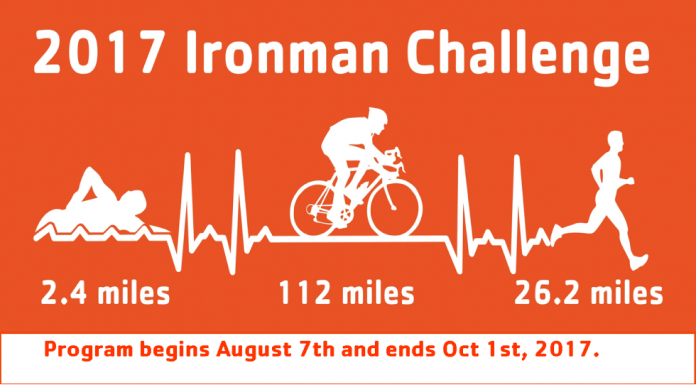 2017 Ironman Challenge
2.4 miles 112 miles 26.2 miles
Program begins August 7th and ends Oct 1st, 2017.